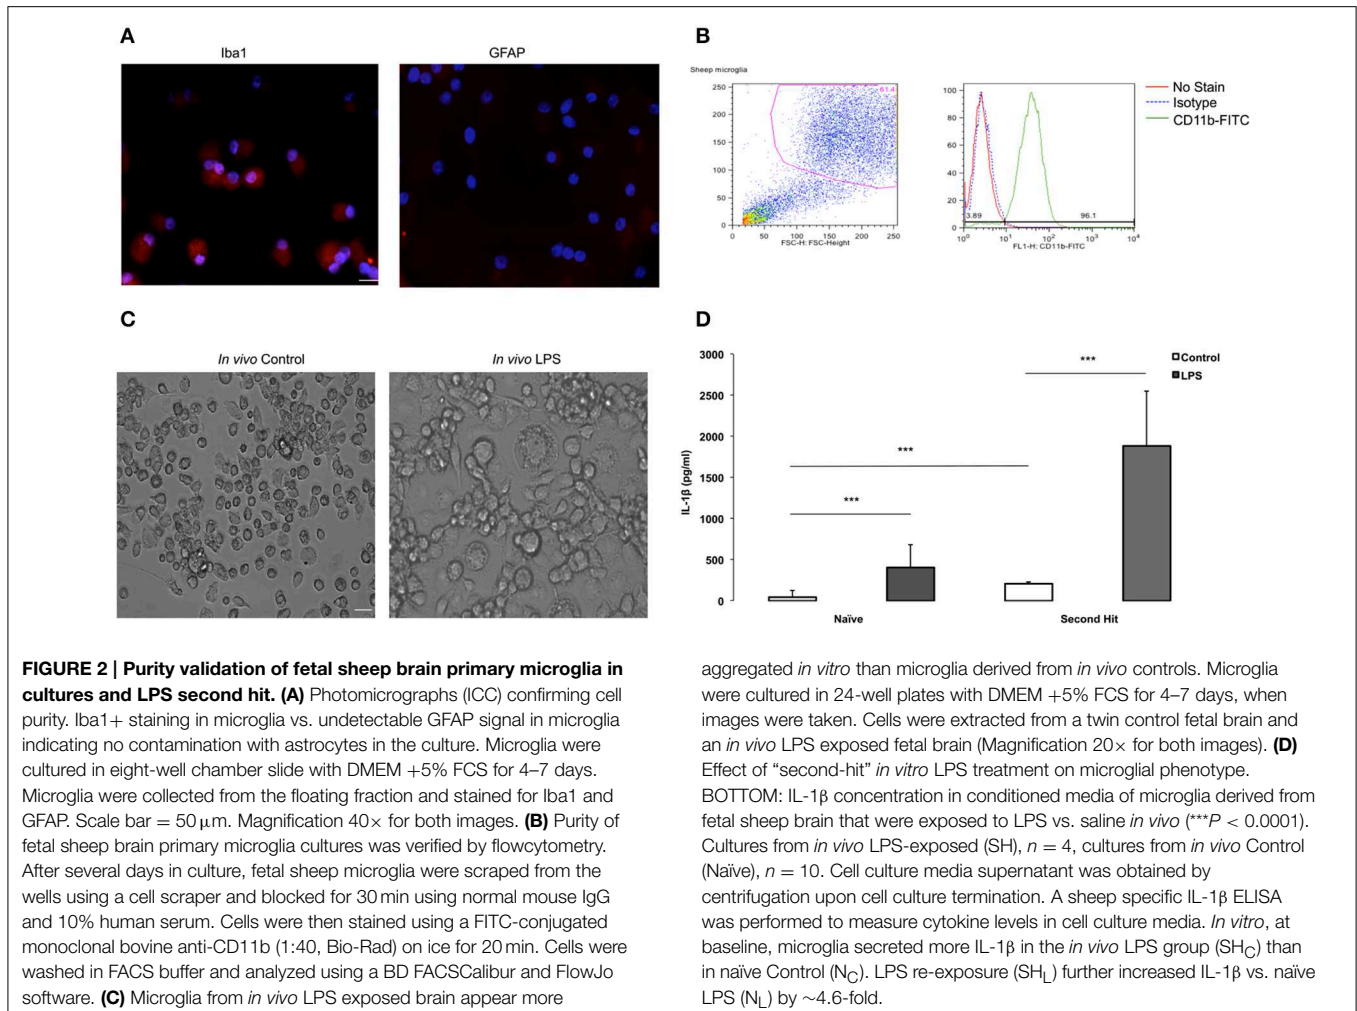 A
Iba1
GFAP
B
Sheep microglia
61.4
250
200
150
100
50
0
0 50 100 150 200 250
FSC-H: FSC-Height
100
80
60
40
20
0
3.89
96.1
10⁰ 10¹ 10² 10³ 10⁴
FL1-H: CD11b-FITC
No Stain
Isotype
CD11b-FITC
C
In vivo Control
In vivo LPS
D
3000
2500
2000
1500
1000
500
0
IL-1β (pg/ml)
***
***
***
Control
LPS
Naïve
Second Hit
FIGURE 2 | Purity validation of fetal sheep brain primary microglia in
cultures and LPS second hit. (A) Photomicrographs (ICC) confirming cell
purity. Iba1+ staining in microglia vs. undetectable GFAP signal in microglia
indicating no contamination with astrocytes in the culture. Microglia were
cultured in eight-well chamber slide with DMEM +5% FCS for 4–7 days.
Microglia were collected from the floating fraction and stained for Iba1 and
GFAP. Scale bar = 50 μm. Magnification 40× for both images. (B) Purity of
fetal sheep brain primary microglia cultures was verified by flowcytometry.
After several days in culture, fetal sheep microglia were scraped from the
wells using a cell scraper and blocked for 30 min using normal mouse IgG
and 10% human serum. Cells were then stained using a FITC-conjugated
monoclonal bovine anti-CD11b (1:40, Bio-Rad) on ice for 20 min. Cells were
washed in FACS buffer and analyzed using a BD FACSCalibur and FlowJo
software. (C) Microglia from in vivo LPS exposed brain appear more
aggregated in vitro than microglia derived from in vivo controls. Microglia
were cultured in 24-well plates with DMEM +5% FCS for 4–7 days, when
images were taken. Cells were extracted from a twin control fetal brain and
an in vivo LPS exposed fetal brain (Magnification 20× for both images). (D)
Effect of “second-hit” in vitro LPS treatment on microglial phenotype.
BOTTOM: IL-1β concentration in conditioned media of microglia derived from
fetal sheep brain that were exposed to LPS vs. saline in vivo (***P < 0.0001).
Cultures from in vivo LPS-exposed (SH), n = 4, cultures from in vivo Control
(Naïve), n = 10. Cell culture media supernatant was obtained by
centrifugation upon cell culture termination. A sheep specific IL-1β ELISA
was performed to measure cytokine levels in cell culture media. In vitro, at
baseline, microglia secreted more IL-1β in the in vivo LPS group (SHC) than
in naïve Control (NC). LPS re-exposure (SHL) further increased IL-1β vs. naïve
LPS (NL) by ∼4.6-fold.